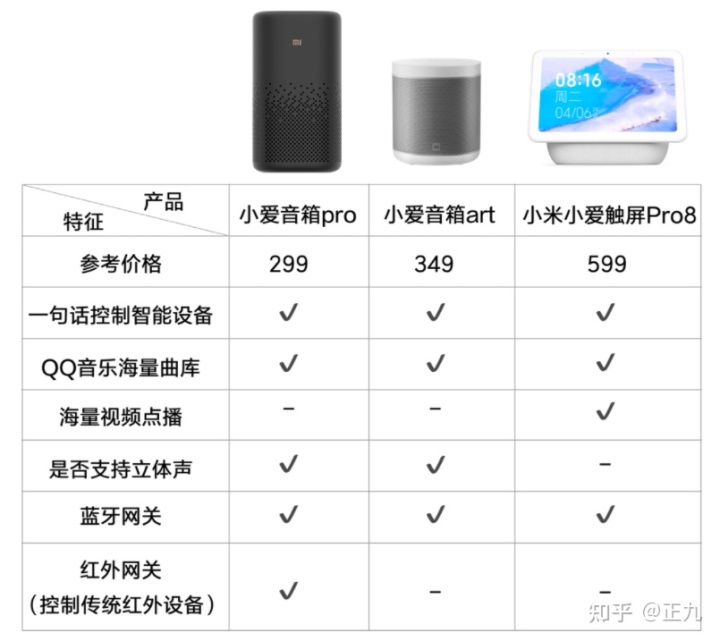 mi
08:16
周二
04/06
产品
特征
小爱音箱pro
小爱音箱art
小米小爱触屏Pro8
参考价格
299
349
599
一句话控制智能设备
✓
✓
✓
QQ音乐海量曲库
✓
✓
✓
海量视频点播
–
–
✓
是否支持立体声
✓
✓
–
蓝牙网关
✓
✓
✓
红外网关
（控制传统红外设备）
✓
–
–
知乎 @正九